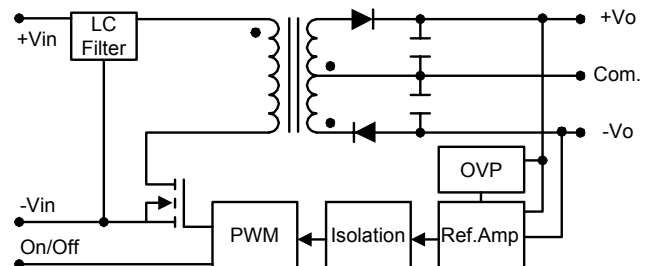 +Vin
LC
Filter
+Vo
Com.
-Vo
OVP
-Vin
On/Off
PWM
Isolation
Ref.Amp